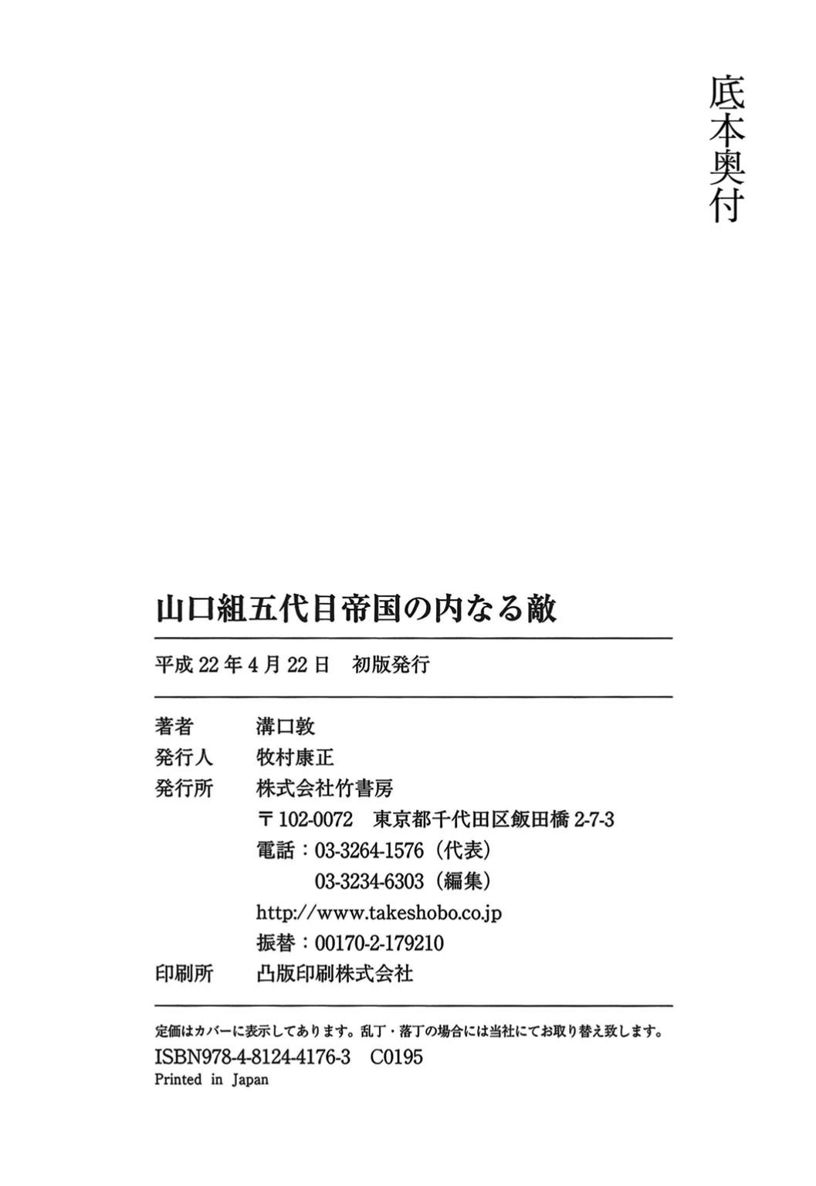 底本奥付
山口組五代目帝国の内なる敵
平成22年4月22日　初版発行
著者　溝口敦
発行人　牧村康正
発行所　株式会社竹書房
〒102-0072　東京都千代田区飯田橋2-7-3
電話：03-3264-1576（代表）
03-3234-6303（編集）
http://www.takeshobo.co.jp
振替：00170-2-179210
印刷所　凸版印刷株式会社
定価はカバーに表示してあります。乱丁・落丁の場合には当社にてお取り替え致します。
ISBN978-4-8124-4176-3　C0195
Printed in Japan